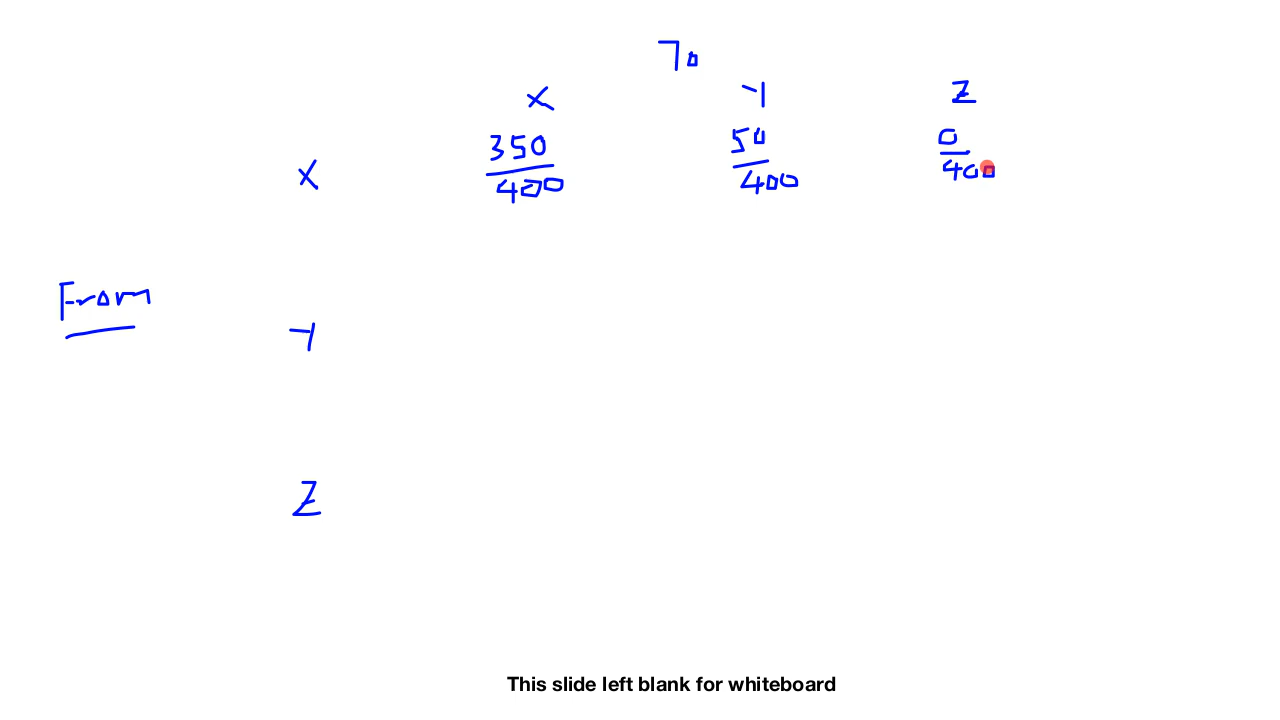 To
X Y Z
X 350/400 50/400 0/400
From
Y
Z
This slide left blank for whiteboard